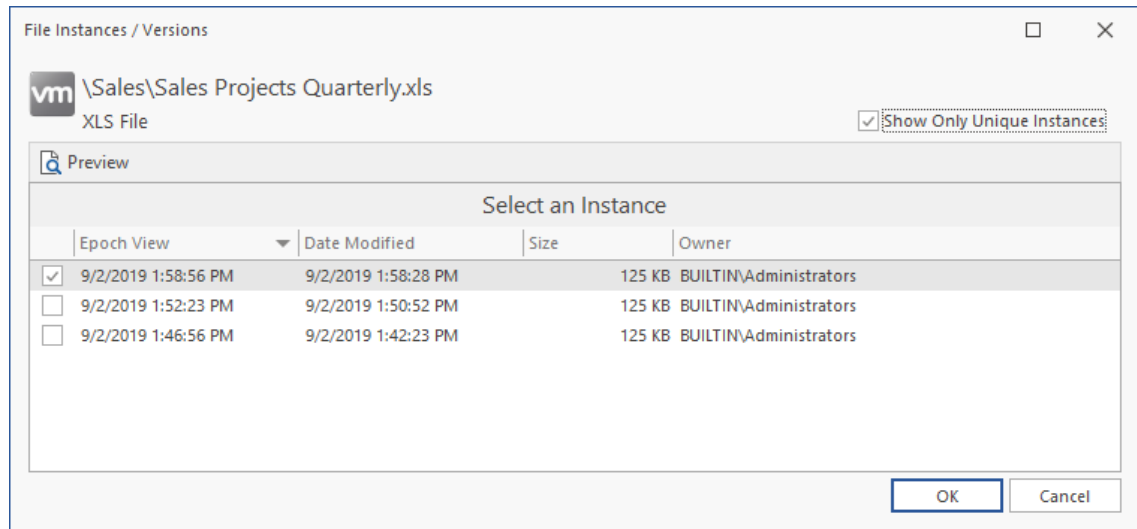 File Instances / Versions
vm \Sales\Sales Projects Quarterly.xls
XLS File
Show Only Unique Instances
Preview
Select an Instance
Epoch View Date Modified Size Owner
9/2/2019 1:58:56 PM 9/2/2019 1:58:28 PM 125 KB BUILTIN\Administrators
9/2/2019 1:52:23 PM 9/2/2019 1:50:52 PM 125 KB BUILTIN\Administrators
9/2/2019 1:46:56 PM 9/2/2019 1:42:23 PM 125 KB BUILTIN\Administrators
OK Cancel